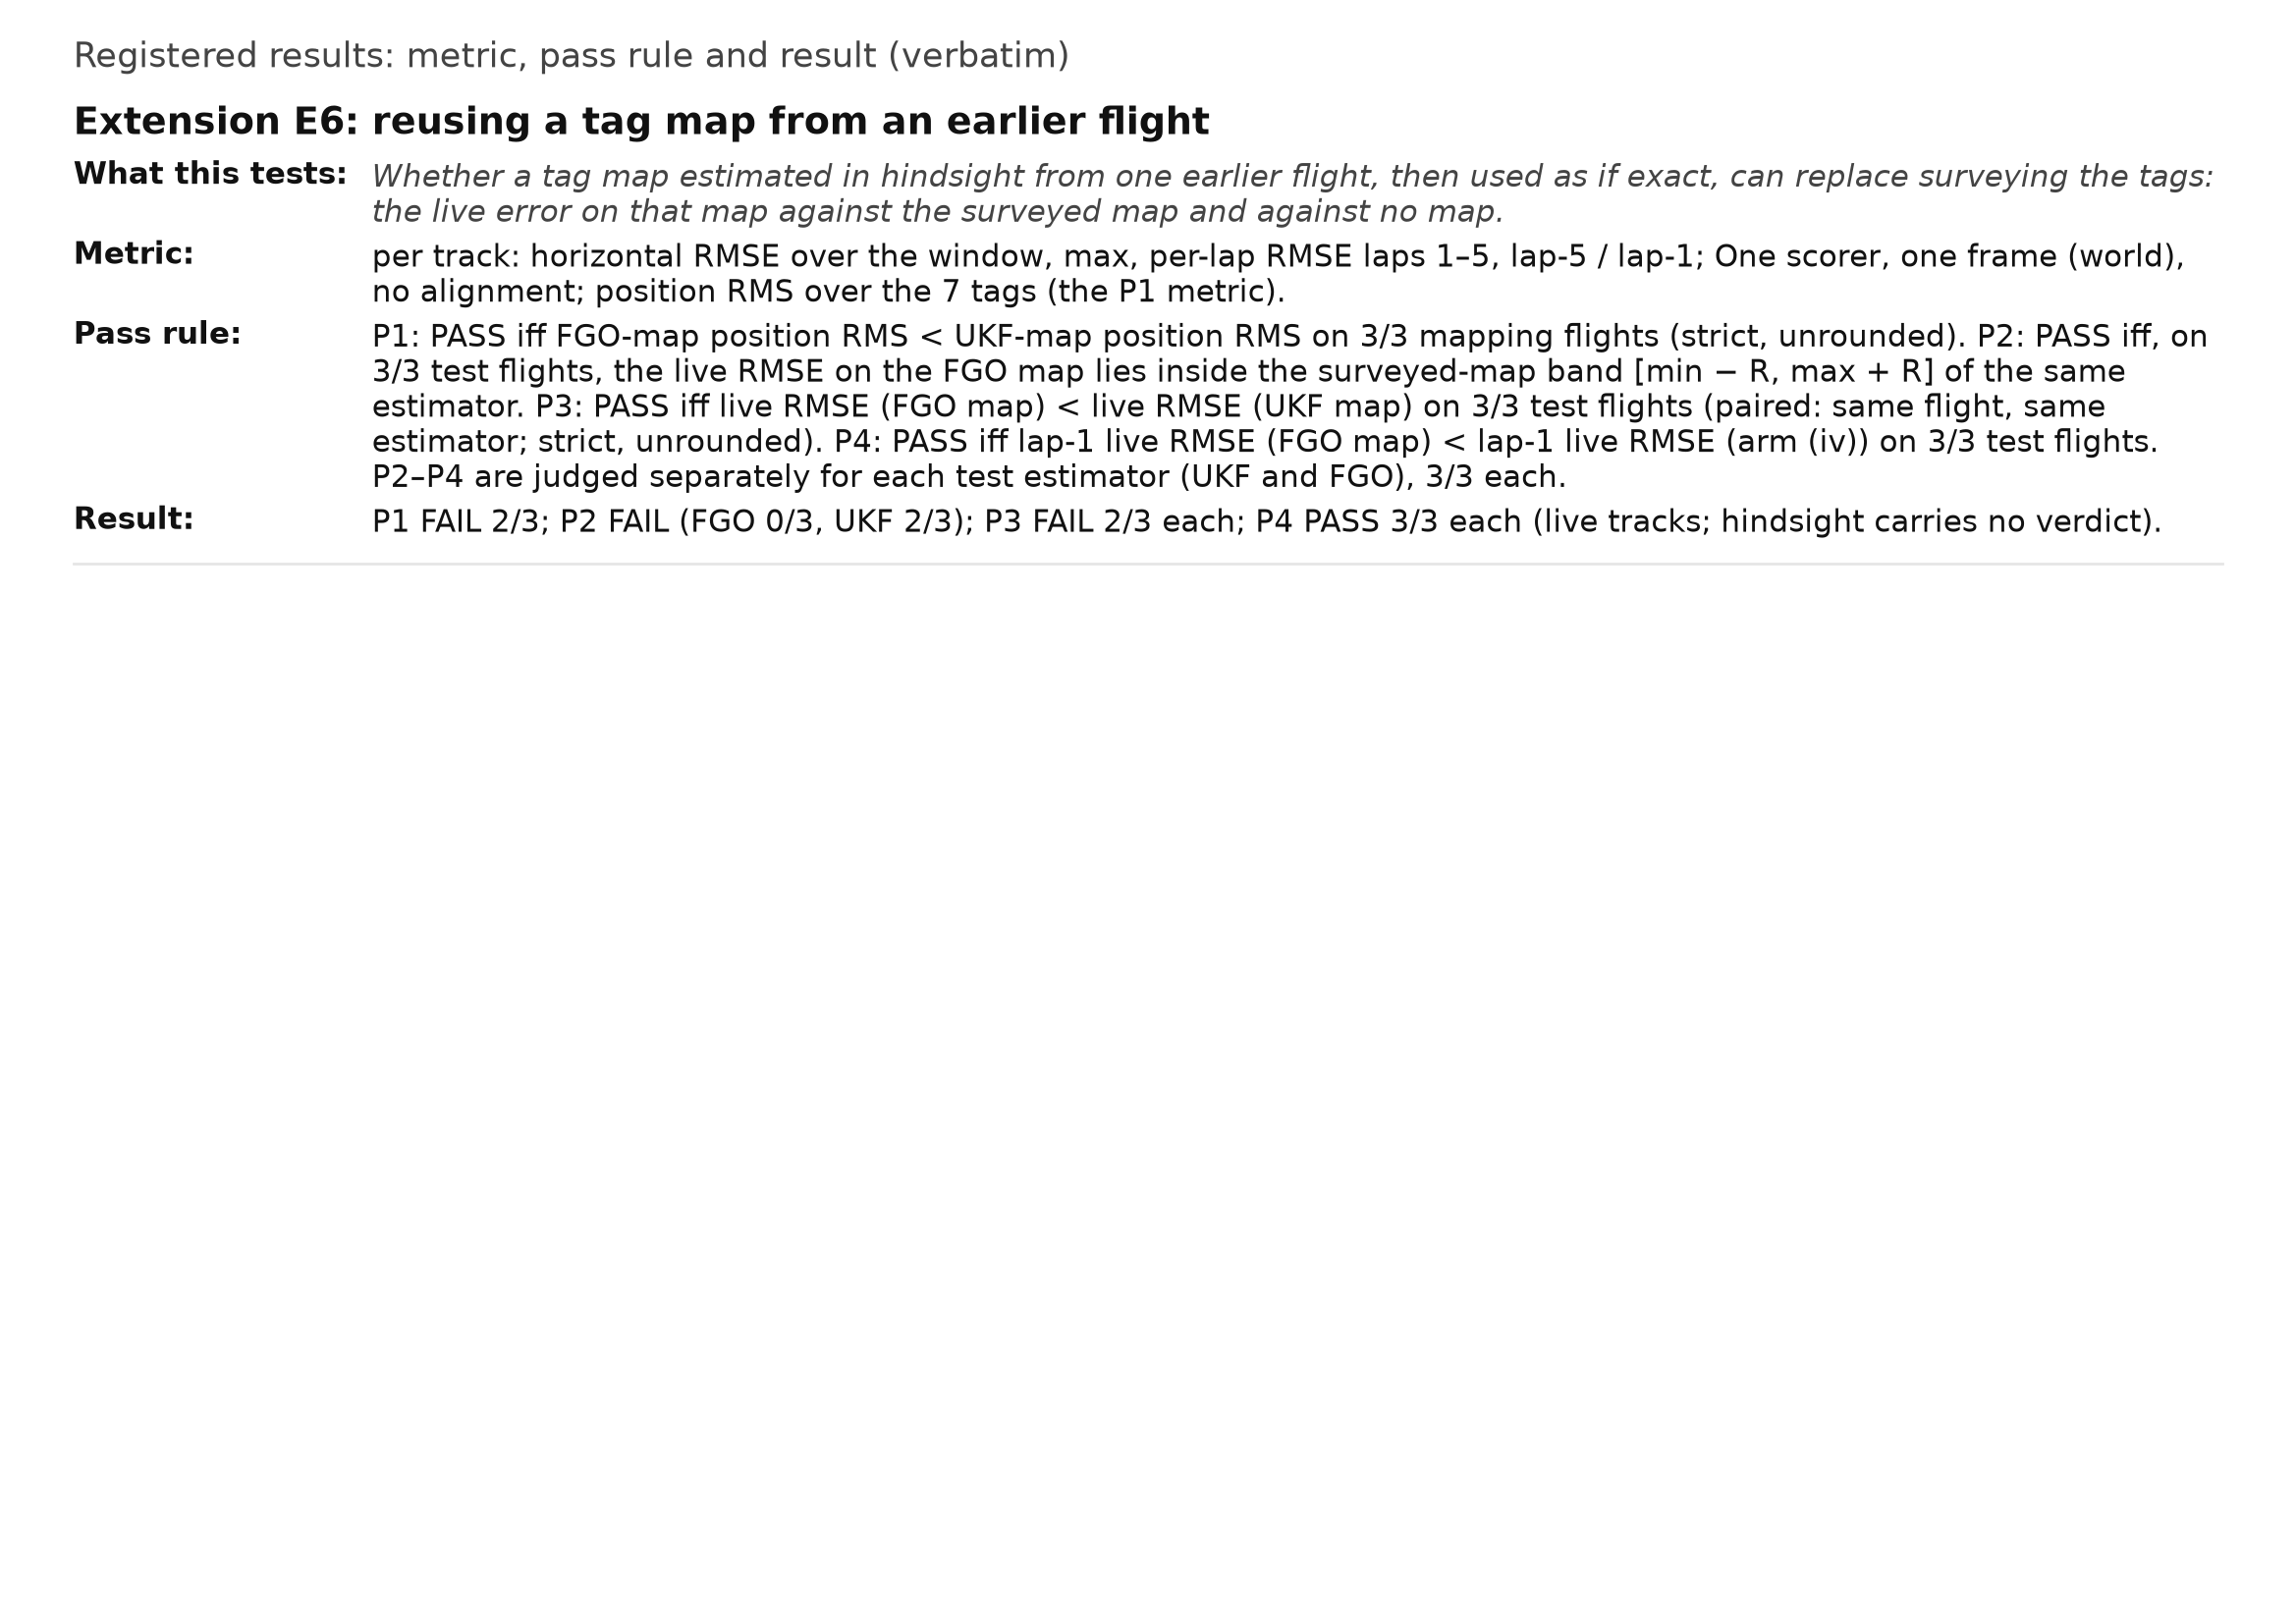 Registered results: metric, pass rule and result (verbatim)
Extension E6: reusing a tag map from an earlier flight
What this tests: Whether a tag map estimated in hindsight from one earlier flight, then used as if exact, can replace surveying the tags:
the live error on that map against the surveyed map and against no map.
Metric: per track: horizontal RMSE over the window, max, per-lap RMSE laps 1–5, lap-5 / lap-1; One scorer, one frame (world),
no alignment; position RMS over the 7 tags (the P1 metric).
Pass rule: P1: PASS iff FGO-map position RMS < UKF-map position RMS on 3/3 mapping flights (strict, unrounded). P2: PASS iff, on
3/3 test flights, the live RMSE on the FGO map lies inside the surveyed-map band [min − R, max + R] of the same
estimator. P3: PASS iff live RMSE (FGO map) < live RMSE (UKF map) on 3/3 test flights (paired: same flight, same
estimator; strict, unrounded). P4: PASS iff lap-1 live RMSE (FGO map) < lap-1 live RMSE (arm (iv)) on 3/3 test flights.
P2–P4 are judged separately for each test estimator (UKF and FGO), 3/3 each.
Result: P1 FAIL 2/3; P2 FAIL (FGO 0/3, UKF 2/3); P3 FAIL 2/3 each; P4 PASS 3/3 each (live tracks; hindsight carries no verdict).